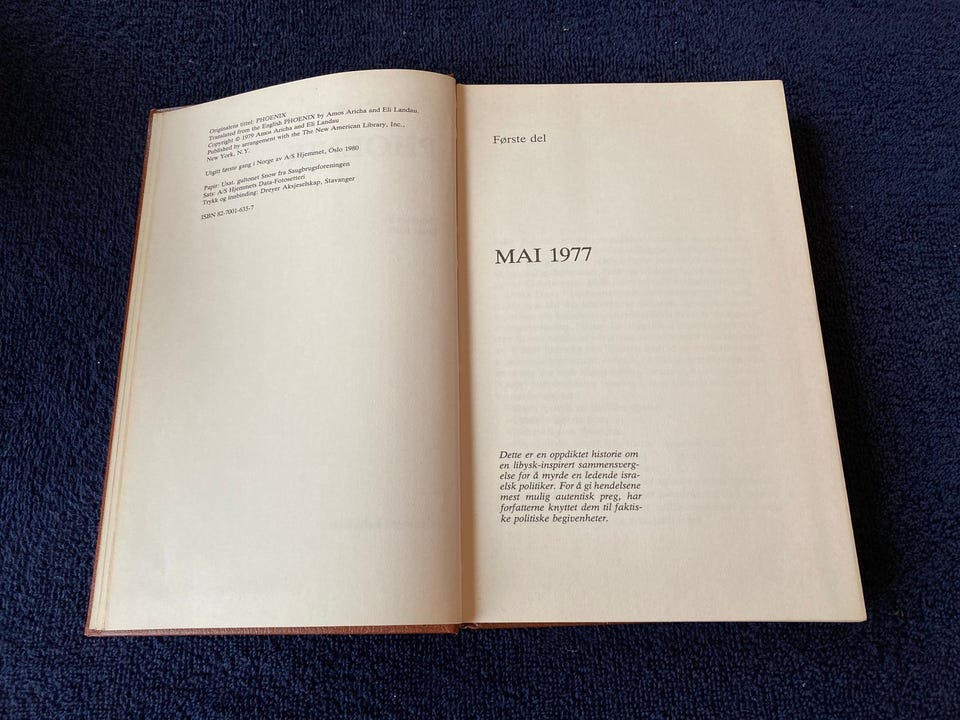 Originalens tittel: PHOENIX
Translated from the English PHOENIX by Amos Aricha and Eli Landau.
Copyright © 1979 Amos Aricha and Eli Landau
Published by arrangement with the The New American Library, Inc.,
New York, N.Y.
Utgitt første gang i Norge av A/S Hjemmet, Oslo 1980
Papir: Ubst. gultonet Snow fra Saugbrugsforeningen
Sats: A/S Hjemmets Data-Fotosetteri
Trykk og innbinding: Dreyer Aksjeselskap, Stavanger
ISBN 82-7001-635-7
Første del
MAI 1977
Dette er en oppdiktet historie om
en libysk-inspirert sammensverg-
else for å myrde en ledende isra-
elsk politiker. For å gi hendelsene
mest mulig autentisk preg, har
forfatterne knyttet dem til faktis-
ke politiske begivenheter.